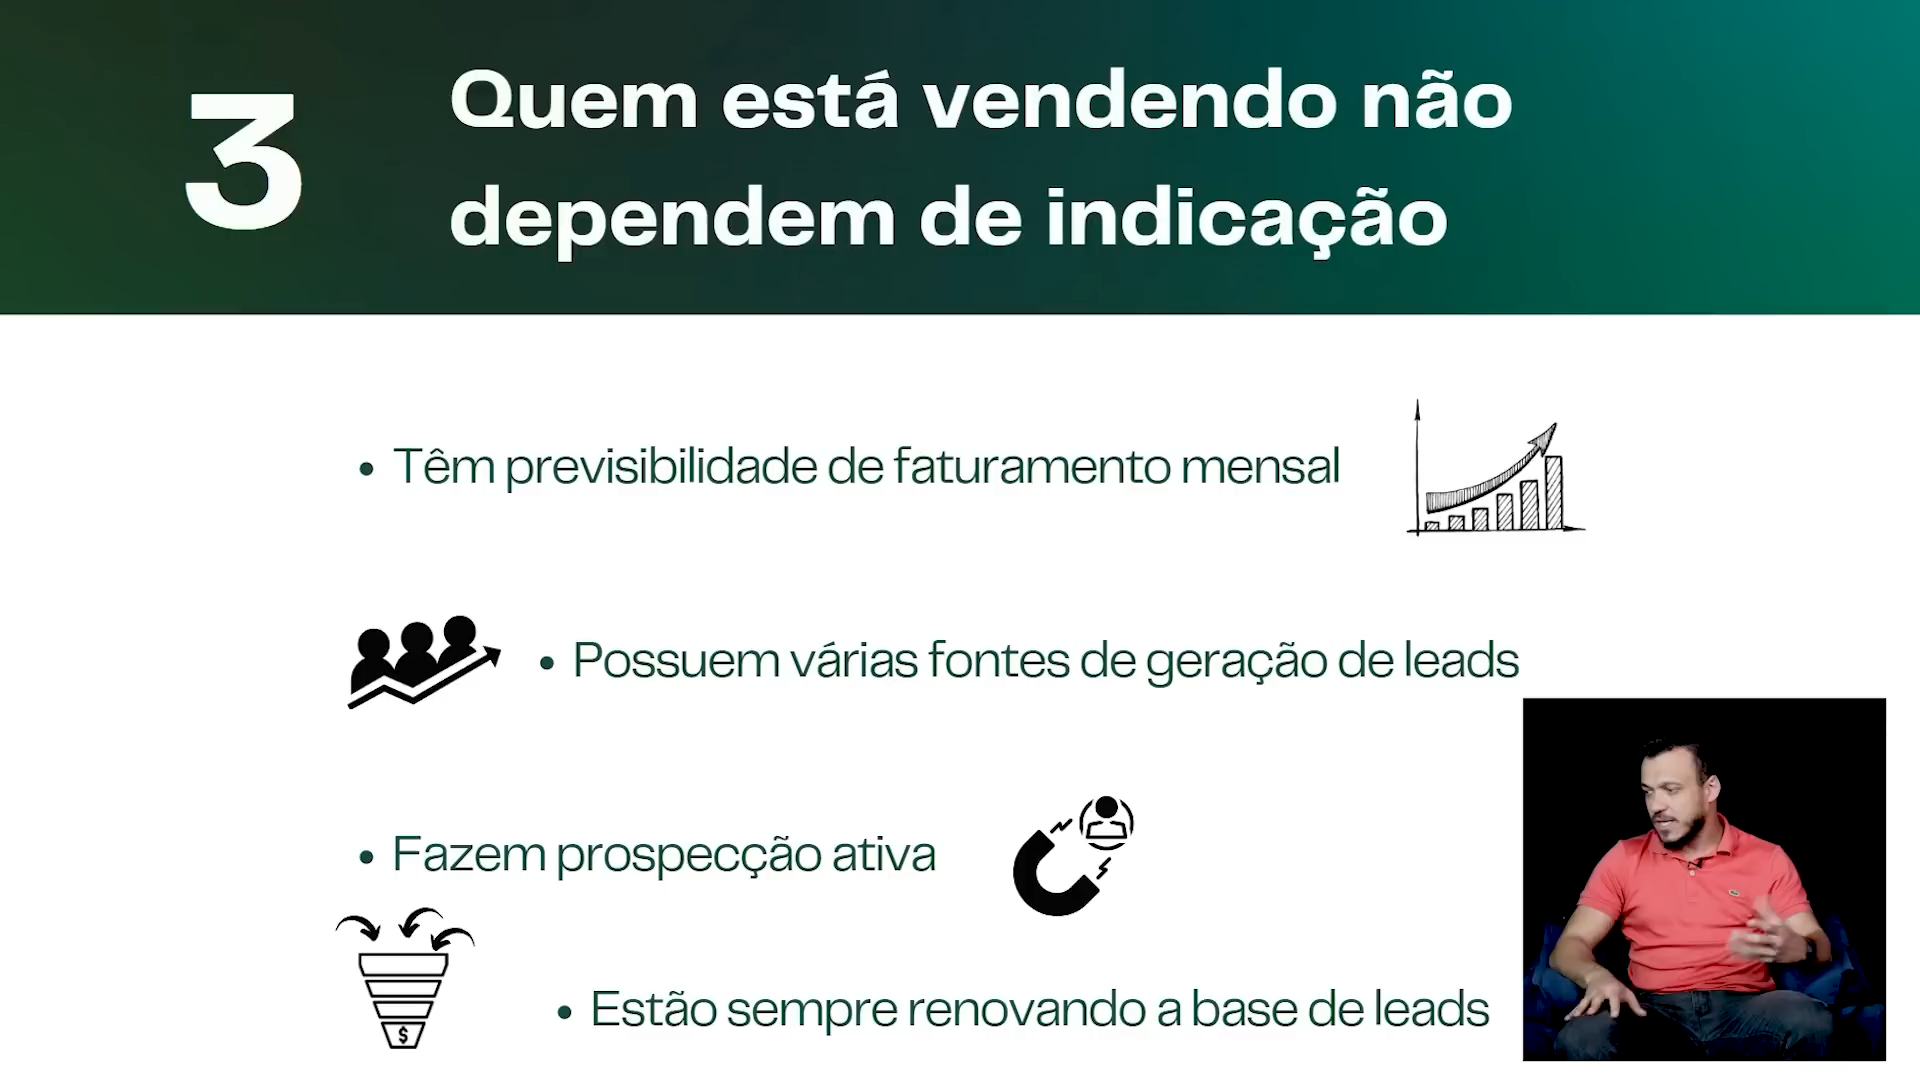 3
Quem está vendendo não
dependem de indicação
• Têm previsibilidade de faturamento mensal
• Possuem várias fontes de geração de leads
• Fazem prospecção ativa
$
• Estão sempre renovando a base de leads